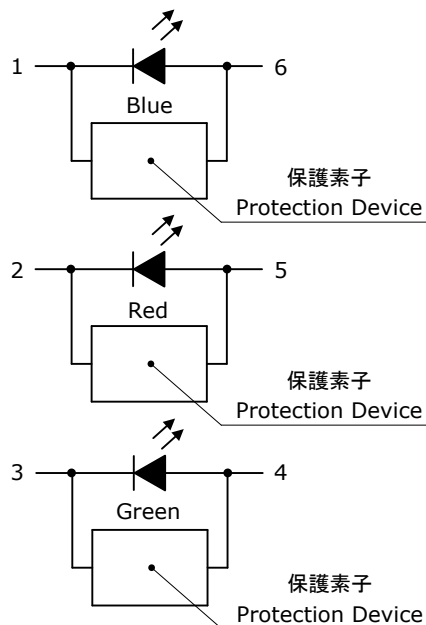 1
6
Blue
保護素子
Protection Device
2
5
Red
保護素子
Protection Device
3
4
Green
保護素子
Protection Device